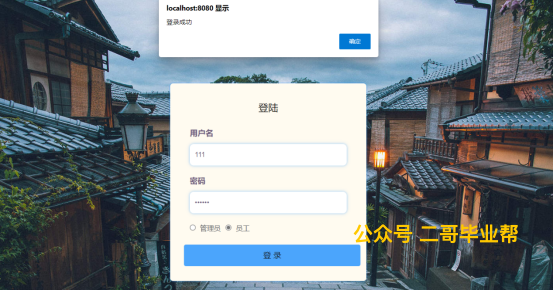 localhost:8080 显示
登录成功
确定
登陆
用户名
111
密码
••••••
管理员 员工
公众号 二哥毕业帮
登 录